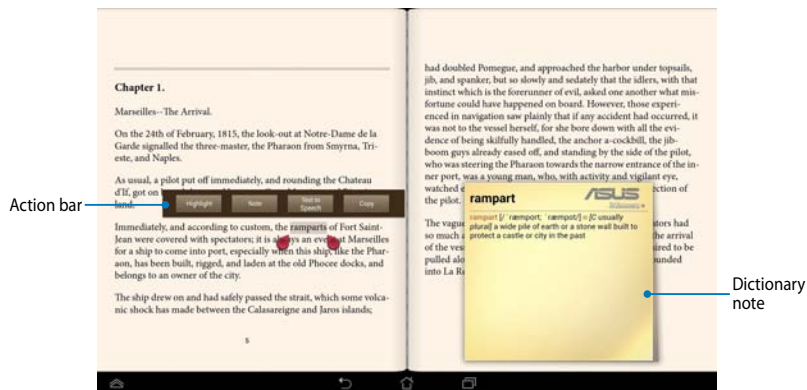 Chapter 1.
Marseilles--The Arrival.
On the 24th of February, 1815, the look-out at Notre-Dame de la
Garde signalled the three-master, the Pharaon from Smyrna, Tri-
este, and Naples.
As usual, a pilot put off immediately, and rounding the Chateau
d'If, got on
land.
Action bar
Highlight
Note
Text to
Speech
Copy
Immediately, and according to custom, the ramparts of Fort Saint-
Jean were covered with spectators; it is always an event at Marseilles
for a ship to come into port, especially when this ship, like the Phar-
aon, has been built, rigged, and laden at the old Phocee docks, and
belongs to an owner of the city.
The ship drew on and had safely passed the strait, which some volca-
nic shock has made between the Calasareigne and Jaros islands;
5
had doubled Pomegue, and approached the harbor under topsails,
jib, and spanker, but so slowly and sedately that the idlers, with that
instinct which is the forerunner of evil, asked one another what mis-
fortune could have happened on board. However, those experi-
enced in navigation saw plainly that if any accident had occurred, it
was not to the vessel herself, for she bore down with all the evi-
dence of being skilfully handled, the anchor a-cockbill, the jib-
boom guys already eased off, and standing by the side of the pilot,
who was steering the Pharaon towards the narrow entrance of the in-
ner port, was a young man, who, with activity and vigilant eye,
watched
the pilot.
The vague
so much a
of the ves
pulled alo
into La Re
ection of
ators had
the arrival
ired to be
ounded
rampart
ASUS
rampart [/ˈræmpɑrt; ˈræmpɑt/] = [C usually
plural] a wide pile of earth or a stone wall built to
protect a castle or city in the past
Dictionary
note